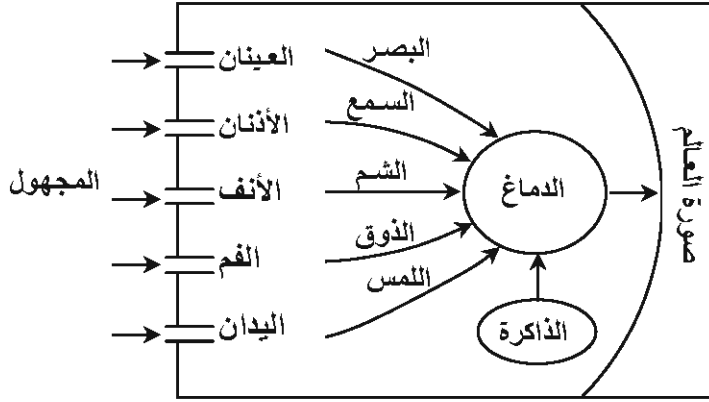 المجهول
العينان
الأذنان
الأنف
الفم
اليدان
البصر
السمع
الشم
الذوق
اللمس
الدماغ
الذاكرة
صورة العالم